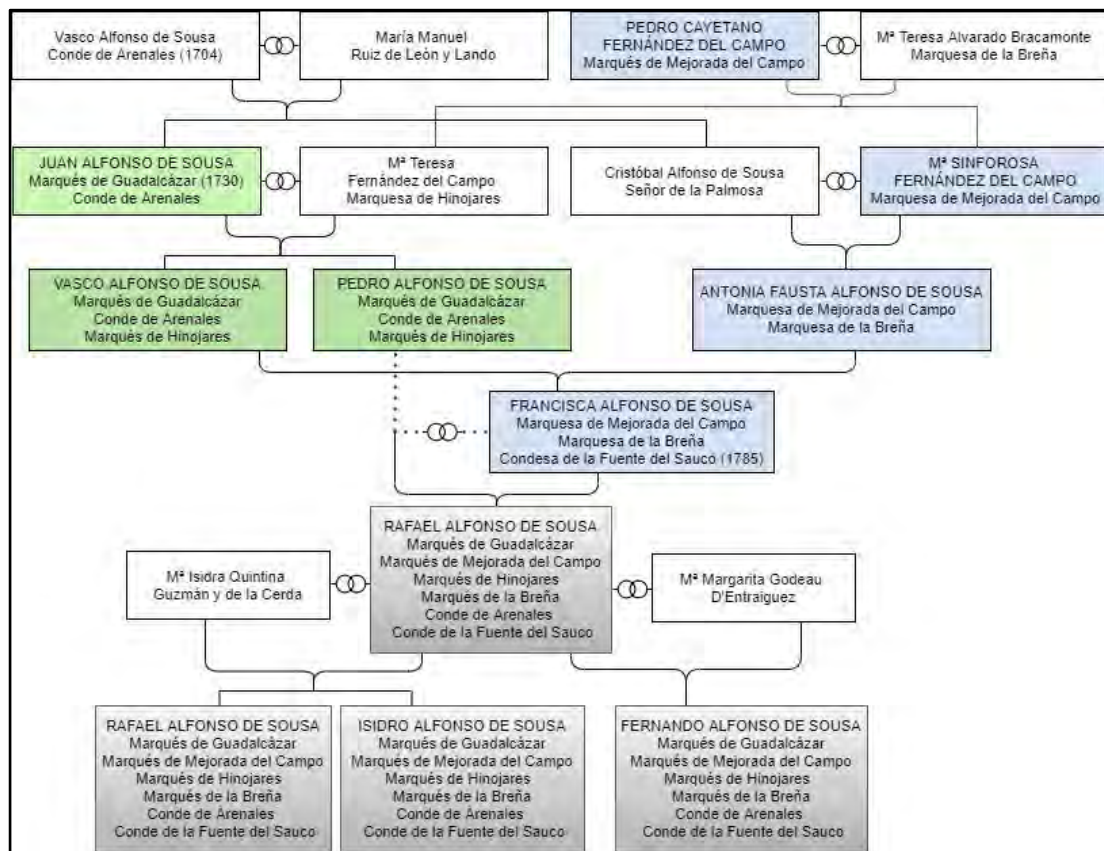 Vasco Alfonso de Sousa
Conde de Arenales (1704)
María Manuel
Ruiz de León y Lando
PEDRO CAYETANO
FERNÁNDEZ DEL CAMPO
Marqués de Mejorada del Campo
Mª Teresa Alvarado Bracamonte
Marquesa de la Breña
JUAN ALFONSO DE SOUSA
Marqués de Guadalcázar (1730)
Conde de Arenales
Mª Teresa
Fernández del Campo
Marquesa de Hinojares
Cristóbal Alfonso de Sousa
Señor de la Palmosa
Mª SINFOROSA
FERNÁNDEZ DEL CAMPO
Marquesa de Mejorada del Campo
VASCO ALFONSO DE SOUSA
Marqués de Guadalcázar
Conde de Arenales
Marqués de Hinojares
PEDRO ALFONSO DE SOUSA
Marqués de Guadalcázar
Conde de Arenales
Marqués de Hinojares
ANTONIA FAUSTA ALFONSO DE SOUSA
Marquesa de Mejorada del Campo
Marquesa de la Breña
FRANCISCA ALFONSO DE SOUSA
Marquesa de Mejorada del Campo
Marquesa de la Breña
Condesa de la Fuente del Sauco (1785)
RAFAEL ALFONSO DE SOUSA
Marqués de Guadalcázar
Marqués de Mejorada del Campo
Marqués de Hinojares
Marqués de la Breña
Conde de Arenales
Conde de la Fuente del Sauco
Mª Isidra Quintina
Guzmán y de la Cerda
Mª Margarita Godeau
D'Entraiguez
RAFAEL ALFONSO DE SOUSA
Marqués de Guadalcázar
Marqués de Mejorada del Campo
Marqués de Hinojares
Marqués de la Breña
Conde de Arenales
Conde de la Fuente del Sauco
ISIDRO ALFONSO DE SOUSA
Marqués de Guadalcázar
Marqués de Mejorada del Campo
Marqués de Hinojares
Marqués de la Breña
Conde de Arenales
Conde de la Fuente del Sauco
FERNANDO ALFONSO DE SOUSA
Marqués de Guadalcázar
Marqués de Mejorada del Campo
Marqués de Hinojares
Marqués de la Breña
Conde de Arenales
Conde de la Fuente del Sauco